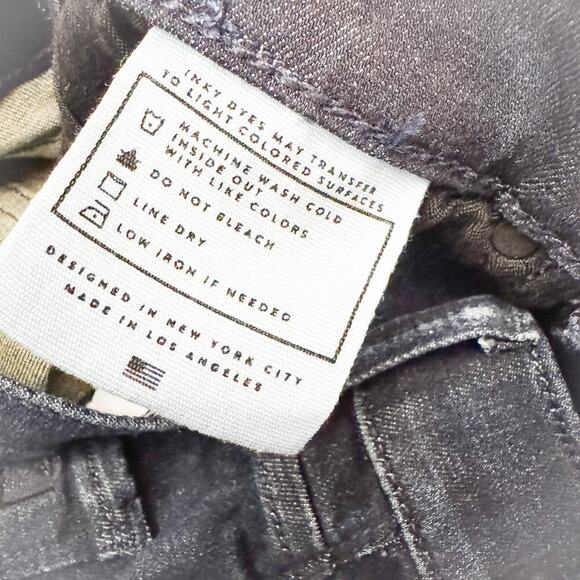 INKY DYES MAY TRANSFER
TO LIGHT COLORED SURFACES
MACHINE WASH COLD
INSIDE OUT
WITH LIKE COLORS
DO NOT BLEACH
LINE DRY
LOW IRON IF NEEDED
DESIGNED IN NEW YORK CITY
MADE IN LOS ANGELES